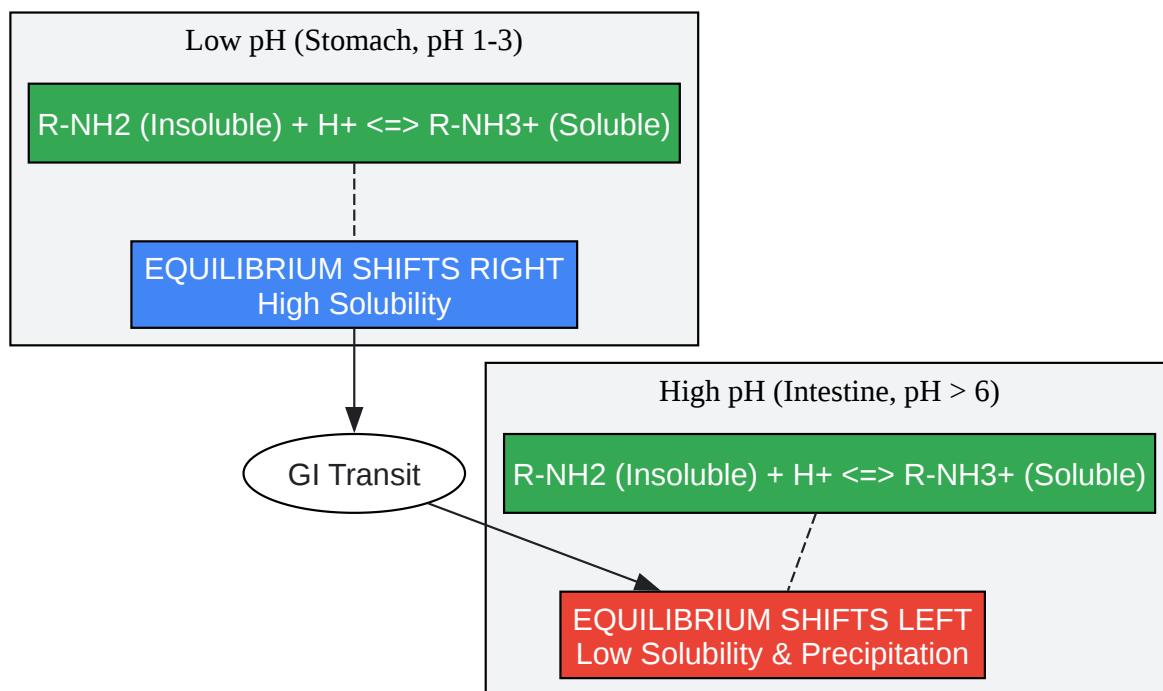 Low pH (Stomach, pH 1-3)
R-NH2 (Insoluble) + H+ <=> R-NH3+ (Soluble)
EQUILIBRIUM SHIFTS RIGHT
High Solubility
GI Transit
High pH (Intestine, pH > 6)
R-NH2 (Insoluble) + H+ <=> R-NH3+ (Soluble)
EQUILIBRIUM SHIFTS LEFT
Low Solubility & Precipitation